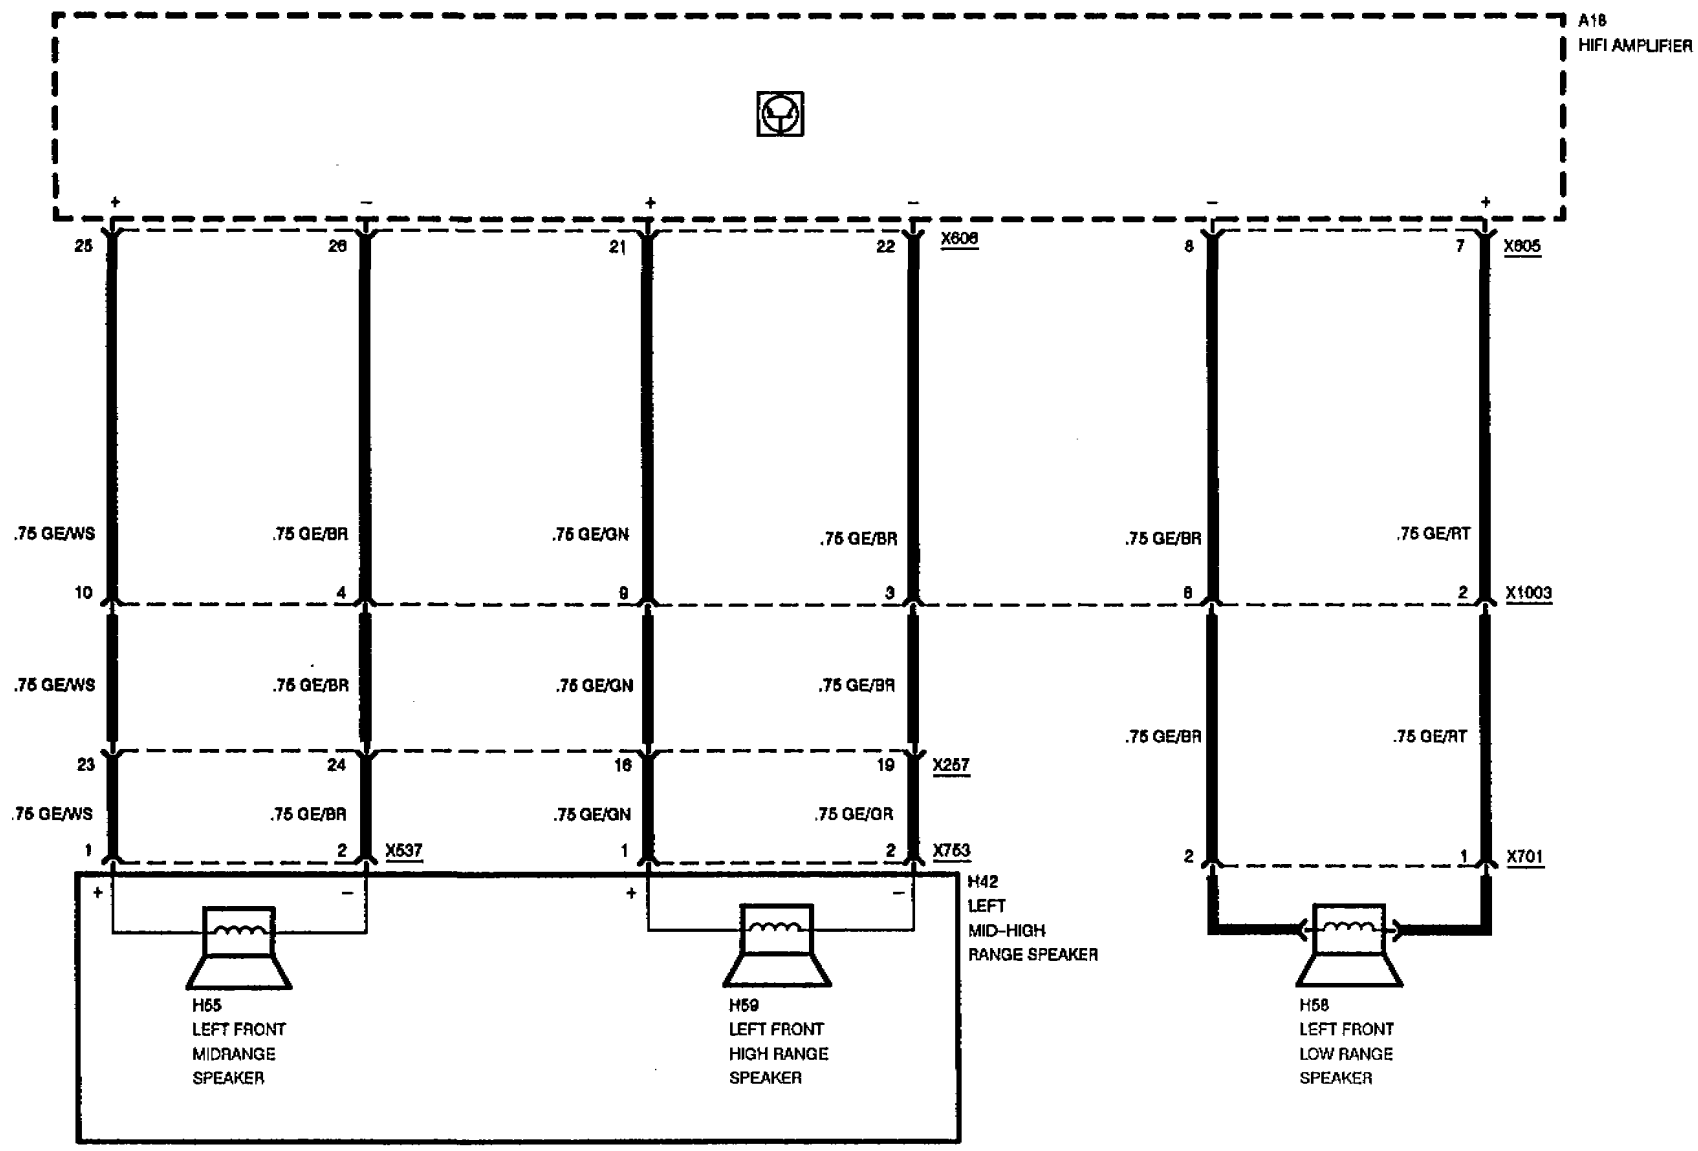 A18
HIFI AMPLIFIER
+ − + − − +
25 26 21 22 X606 8 7 X605
.75 GE/WS .75 GE/BR .75 GE/GN .75 GE/BR .75 GE/BR .75 GE/RT
10 4 9 3 6 2 X1003
.75 GE/WS .75 GE/BR .75 GE/GN .75 GE/BR
.75 GE/BR .75 GE/RT
23 24 16 19 X257
.75 GE/WS .75 GE/BR .75 GE/GN .75 GE/GR
1 2 X537 1 2 X753 2 1 X701
+ − + −
H42
LEFT
MID-HIGH
RANGE SPEAKER
H55
LEFT FRONT
MIDRANGE
SPEAKER
H59
LEFT FRONT
HIGH RANGE
SPEAKER
H58
LEFT FRONT
LOW RANGE
SPEAKER